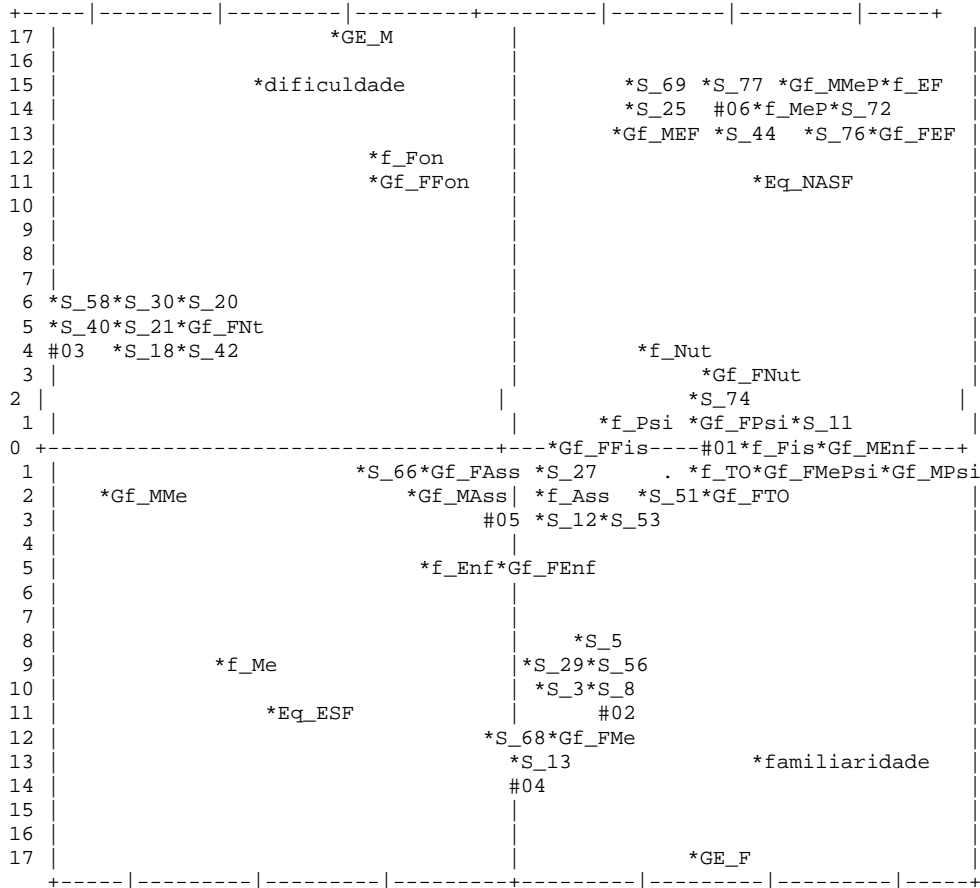 +-----|---------|---------|---------+---------|---------|---------|-----+
17 | *GE_M | |
16 | | |
15 | *dificuldade | *S_69 *S_77 *Gf_MMeP*f_EF |
14 | | *S_25 #06*f_MeP*S_72 |
13 | | *Gf_MEF *S_44 *S_76*Gf_FEF |
12 | *f_Fon | |
11 | *Gf_FFon | *Eq_NASF |
10 | | |
9 | | |
8 | | |
7 | | |
6 *S_58*S_30*S_20 | |
5 *S_40*S_21*Gf_FNt | |
4 #03 *S_18*S_42 | *f_Nut |
3 | | *Gf_FNut |
2 | | *S_74 |
1 | | *f_Psi *Gf_FPsi*S_11 |
0 +-----------------------------------+---*Gf_FFis----#01*f_Fis*Gf_MEnf---+
1 | *S_66*Gf_FAss *S_27 . *f_TO*Gf_FMePsi*Gf_MPsi
2 | *Gf_MMe *Gf_MAss| *f_Ass *S_51*Gf_FTO |
3 | #05 *S_12*S_53 |
4 | | |
5 | *f_Enf*Gf_FEnf |
6 | | |
7 | | |
8 | | *S_5 |
9 | *f_Me |*S_29*S_56 |
10 | | *S_3*S_8 |
11 | *Eq_ESF | #02 |
12 | *S_68*Gf_FMe |
13 | *S_13 *familiaridade |
14 | #04 |
15 | | |
16 | | |
17 | | *GE_F |
+-----|---------|---------|---------+---------|---------|---------|-----+